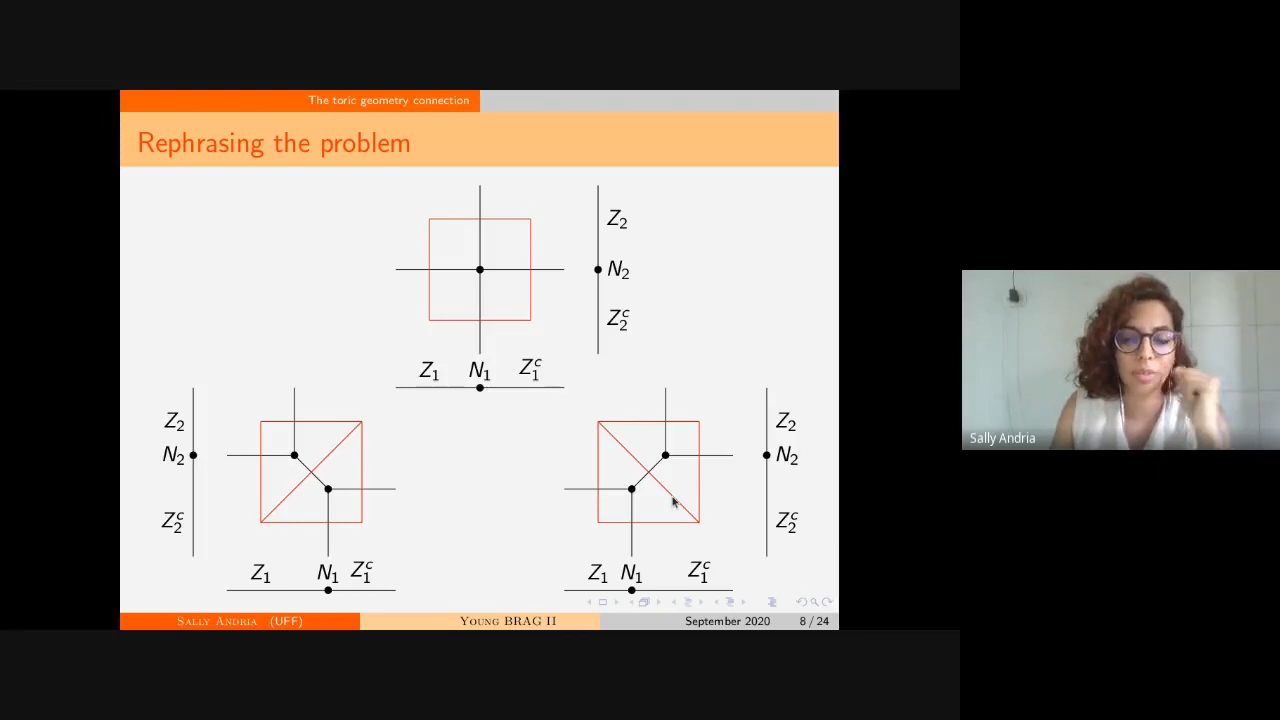 The toric geometry connection
Rephrasing the problem
Z₂
N₂
Z₂ᶜ
Z₁ N₁ Z₁ᶜ
Z₂
N₂
Z₂ᶜ
Z₁ N₁ Z₁ᶜ
Z₂
N₂
Z₂ᶜ
Z₁ N₁ Z₁ᶜ
Sally Andria (UFF) Young BRAG II September 2020 8 / 24
Sally Andria